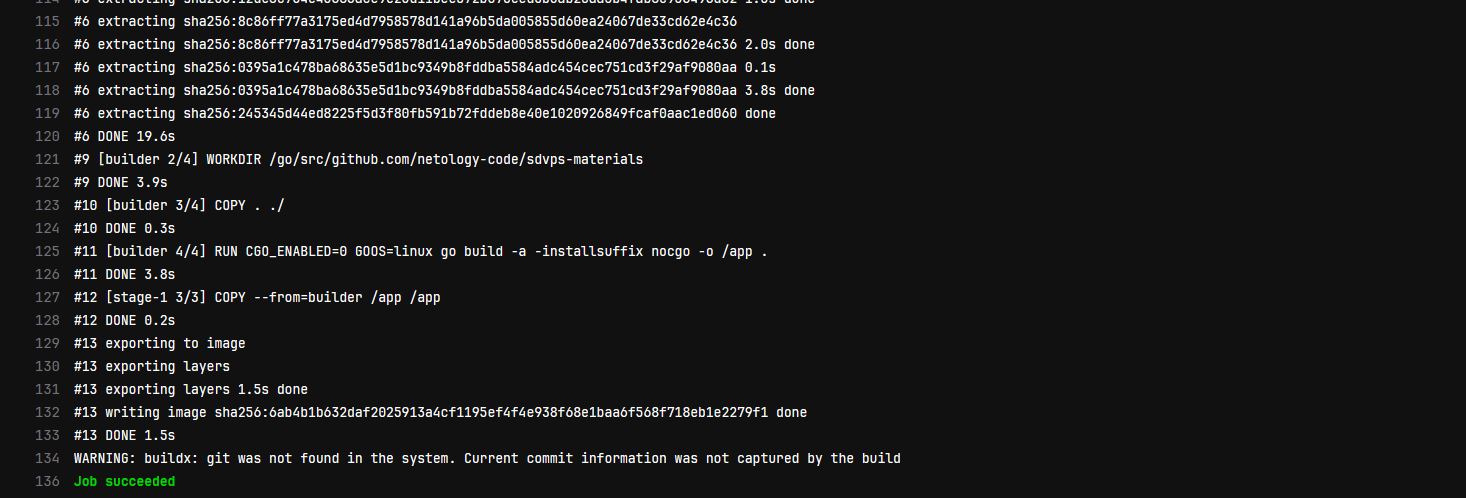 115 #6 extracting sha256:8c86ff77a3175ed4d7958578d141a96b5da005855d60ea24067de33cd62e4c36
116 #6 extracting sha256:8c86ff77a3175ed4d7958578d141a96b5da005855d60ea24067de33cd62e4c36 2.0s done
117 #6 extracting sha256:0395a1c478ba68635e5d1bc9349b8fddba5584adc454cec751cd3f29af9080aa 0.1s
118 #6 extracting sha256:0395a1c478ba68635e5d1bc9349b8fddba5584adc454cec751cd3f29af9080aa 3.8s done
119 #6 extracting sha256:245345d44ed8225f5d3f80fb591b72fddeb8e40e1020926849fcaf0aac1ed060 done
120 #6 DONE 19.6s
121 #9 [builder 2/4] WORKDIR /go/src/github.com/netology-code/sdvps-materials
122 #9 DONE 3.9s
123 #10 [builder 3/4] COPY . ./
124 #10 DONE 0.3s
125 #11 [builder 4/4] RUN CGO_ENABLED=0 GOOS=linux go build -a -installsuffix nocgo -o /app .
126 #11 DONE 3.8s
127 #12 [stage-1 3/3] COPY --from=builder /app /app
128 #12 DONE 0.2s
129 #13 exporting to image
130 #13 exporting layers
131 #13 exporting layers 1.5s done
132 #13 writing image sha256:6ab4b1b632daf2025913a4cf1195ef4f4e938f68e1baa6f568f718eb1e2279f1 done
133 #13 DONE 1.5s
134 WARNING: buildx: git was not found in the system. Current commit information was not captured by the build
136 Job succeeded